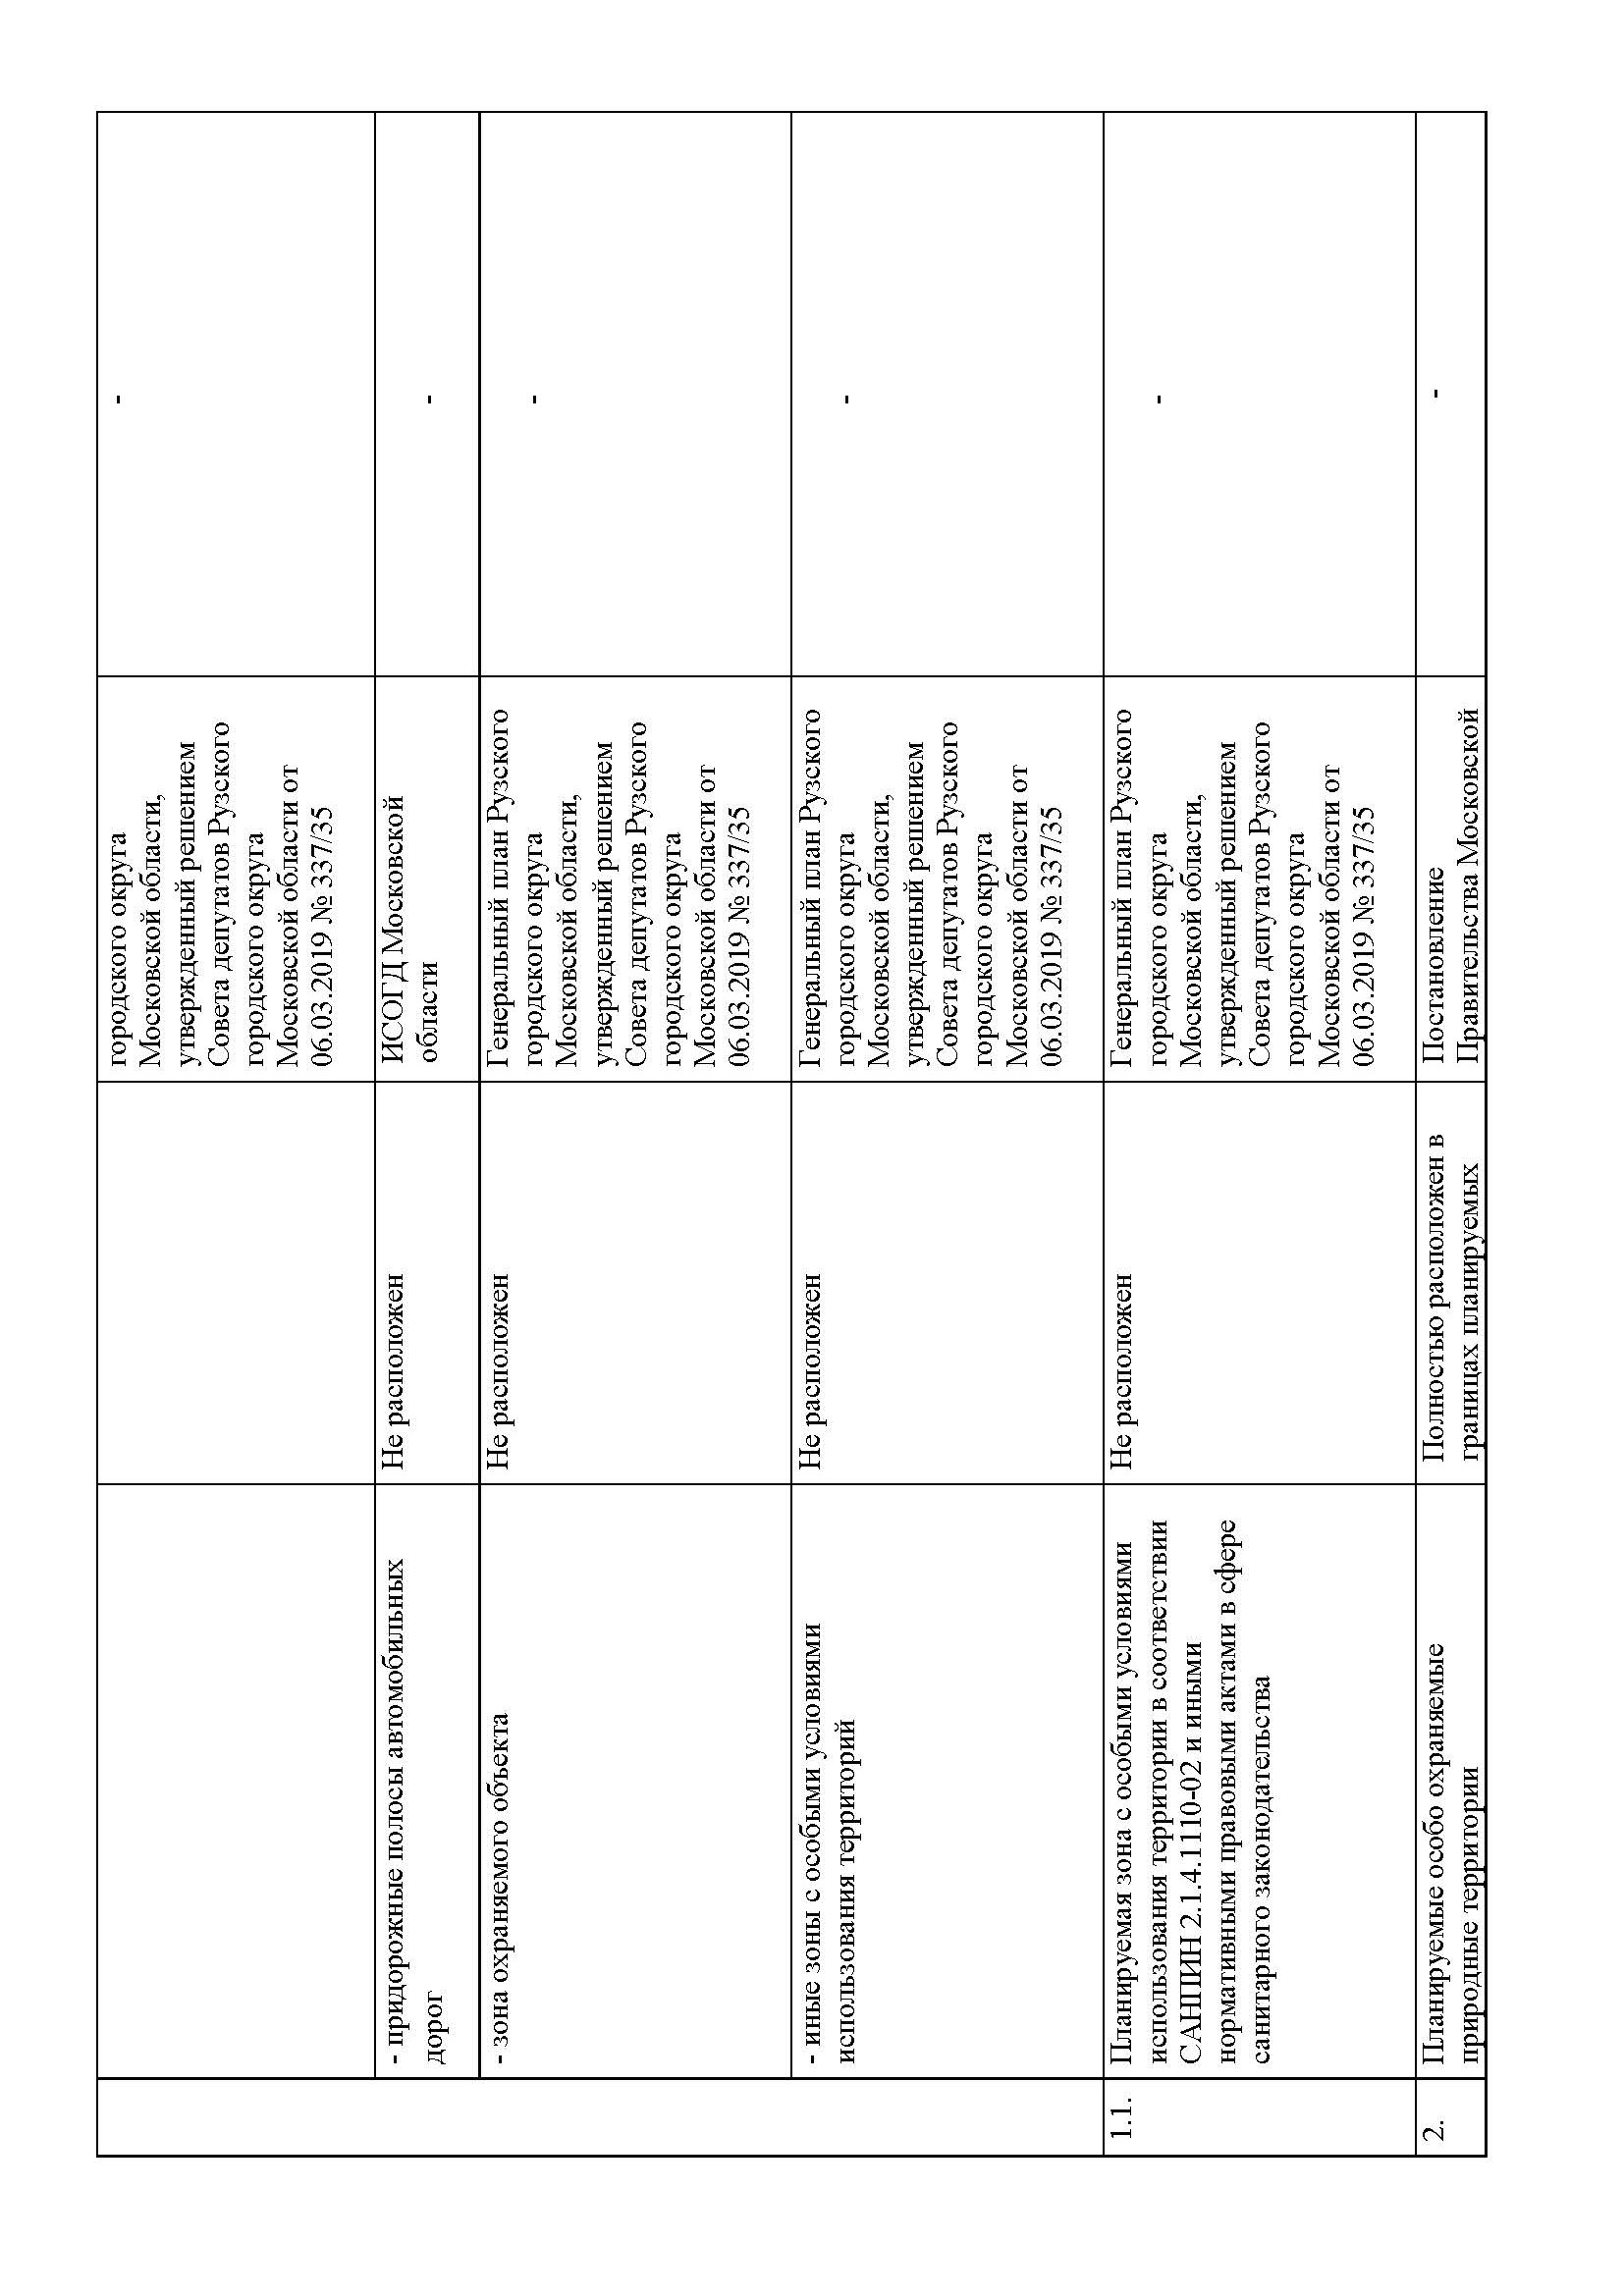 городского округа
Московской области,
утвержденный решением
Совета депутатов Рузского
городского округа
Московской области от
06.03.2019 № 337/35
-
- придорожные полосы автомобильных
дорог
Не расположен
ИСОГД Московской
области
-
- зона охраняемого объекта
Не расположен
Генеральный план Рузского
городского округа
Московской области,
утвержденный решением
Совета депутатов Рузского
городского округа
Московской области от
06.03.2019 № 337/35
-
- иные зоны с особыми условиями
использования территорий
Не расположен
Генеральный план Рузского
городского округа
Московской области,
утвержденный решением
Совета депутатов Рузского
городского округа
Московской области от
06.03.2019 № 337/35
-
1.1.
Планируемая зона с особыми условиями
использования территории в соответствии
САНПИН 2.1.4.1110-02 и иными
нормативными правовыми актами в сфере
санитарного законодательства
Не расположен
Генеральный план Рузского
городского округа
Московской области,
утвержденный решением
Совета депутатов Рузского
городского округа
Московской области от
06.03.2019 № 337/35
-
2.
Планируемые особо охраняемые
природные территории
Полностью расположен в
границах планируемых
Постановление
Правительства Московской
-